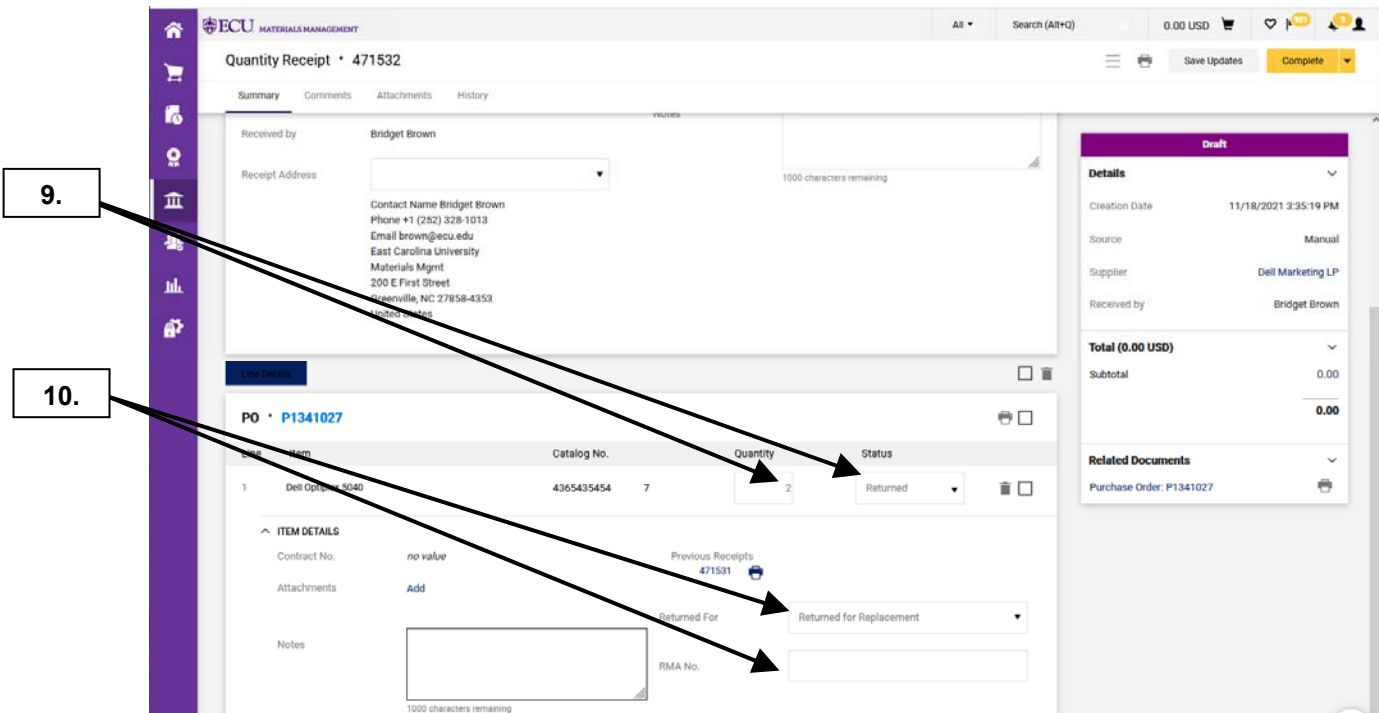 ECU MATERIALS MANAGEMENT
All
Search (Alt+Q)
0.00 USD
Quantity Receipt · 471532
Save Updates
Complete
Summary
Comments
Attachments
History
Notes
Received by
Bridget Brown
Receipt Address
1000 characters remaining
Contact Name Bridget Brown
Phone +1 (252) 328-1013
Email brown@ecu.edu
East Carolina University
Materials Mgmt
200 E First Street
Greenville, NC 27858-4353
United States
9.
10.
Draft
Details
Creation Date
11/18/2021 3:35:19 PM
Source
Manual
Supplier
Dell Marketing LP
Received by
Bridget Brown
Total (0.00 USD)
Subtotal
0.00
0.00
Related Documents
Purchase Order: P1341027
Line Details
PO · P1341027
Line
Item
Catalog No.
Quantity
Status
1
Dell Optiplex 5040
4365435454
7
2
Returned
ITEM DETAILS
Contract No.
no value
Previous Receipts
471531
Attachments
Add
Returned For
Returned for Replacement
Notes
RMA No.
1000 characters remaining